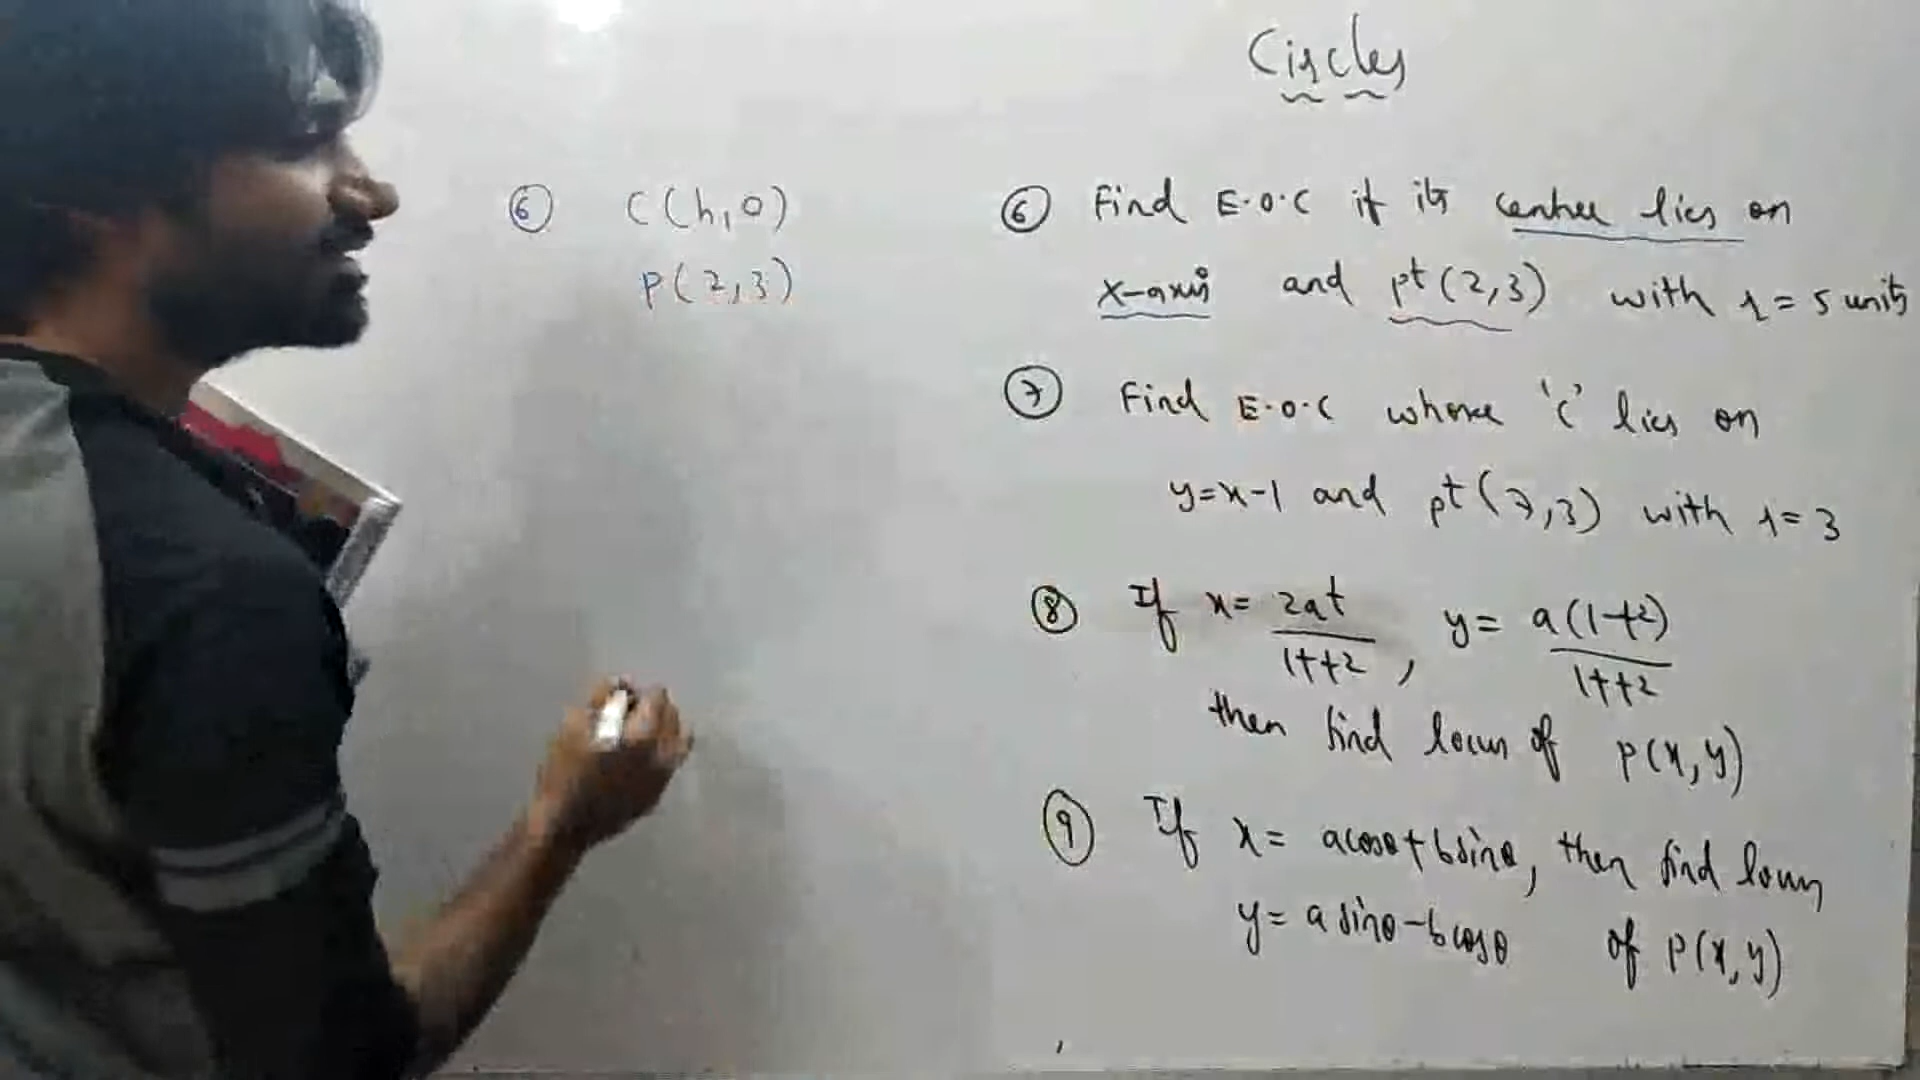 Circles
⑥ C(h,0)
P(2,3)
⑥ Find E.O.C if its centre lies on
x-axis and pt(2,3) with r=5 units
⑦ Find E.O.C whose 'c' lies on
y=x-1 and pt(7,3) with r=3
⑧ If x= 2at/1+t², y= a(1-t²)/1+t²
then find locus of P(x,y)
⑨ If x= acosθ+bsinθ, then find locus
y= a sinθ-bcosθ of P(x,y)